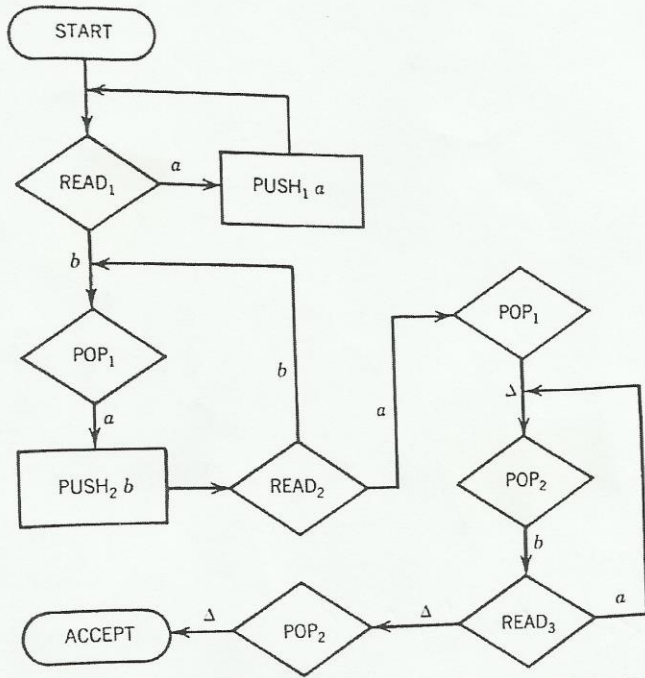 START
READ₁
a
PUSH₁ a
b
POP₁
POP₁
b
a
a
Δ
PUSH₂ b
READ₂
POP₂
b
ACCEPT
Δ
POP₂
Δ
READ₃
a